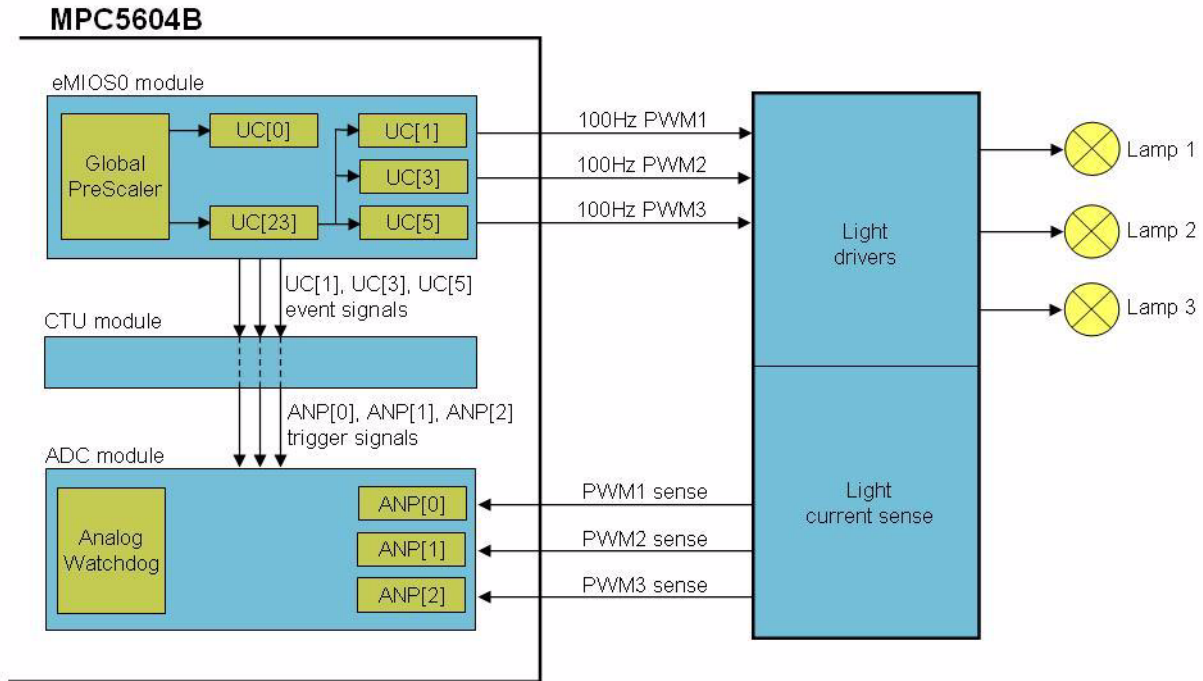 MPC5604B
eMIOS0 module
Global
PreScaler
UC[0]
UC[23]
UC[1]
UC[3]
UC[5]
100Hz PWM1
100Hz PWM2
100Hz PWM3
Light
drivers
Lamp 1
Lamp 2
Lamp 3
UC[1], UC[3], UC[5]
event signals
CTU module
ANP[0], ANP[1], ANP[2]
trigger signals
ADC module
Analog
Watchdog
ANP[0]
ANP[1]
ANP[2]
PWM1 sense
PWM2 sense
PWM3 sense
Light
current sense